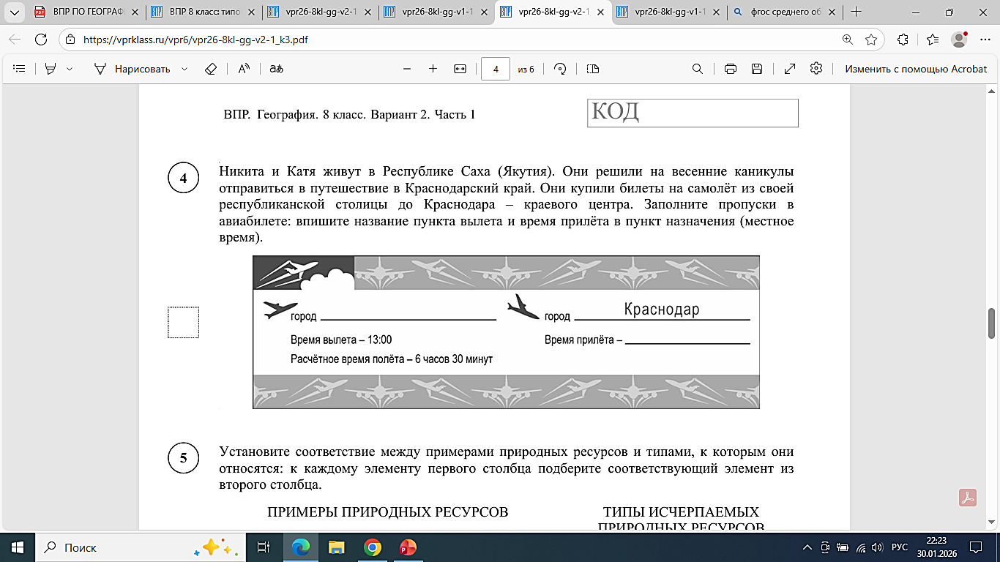 ВПР ПО ГЕОГРАФ
ВПР 8 класс: типо
vpr26-8kl-gg-v2-1
vpr26-8kl-gg-v1-1
vpr26-8kl-gg-v2-1
vpr26-8kl-gg-v1-1
фгос среднего об
https://vprklass.ru/vpr6/vpr26-8kl-gg-v2-1_k3.pdf
Нарисовать
аあ
4 из 6
Изменить с помощью Acrobat
ВПР. География. 8 класс. Вариант 2. Часть 1
КОД
4
Никита и Катя живут в Республике Саха (Якутия). Они решили на весенние каникулы
отправиться в путешествие в Краснодарский край. Они купили билеты на самолёт из своей
республиканской столицы до Краснодара – краевого центра. Заполните пропуски в
авиабилете: впишите название пункта вылета и время прилёта в пункт назначения (местное
время).
город
город Краснодар
Время вылета – 13:00
Время прилёта –
Расчётное время полёта – 6 часов 30 минут
5
Установите соответствие между примерами природных ресурсов и типами, к которым они
относятся: к каждому элементу первого столбца подберите соответствующий элемент из
второго столбца.
ПРИМЕРЫ ПРИРОДНЫХ РЕСУРСОВ
ТИПЫ ИСЧЕРПАЕМЫХ
ПРИРОДНЫХ РЕСУРСОВ
Поиск
РУС
22:23
30.01.2026